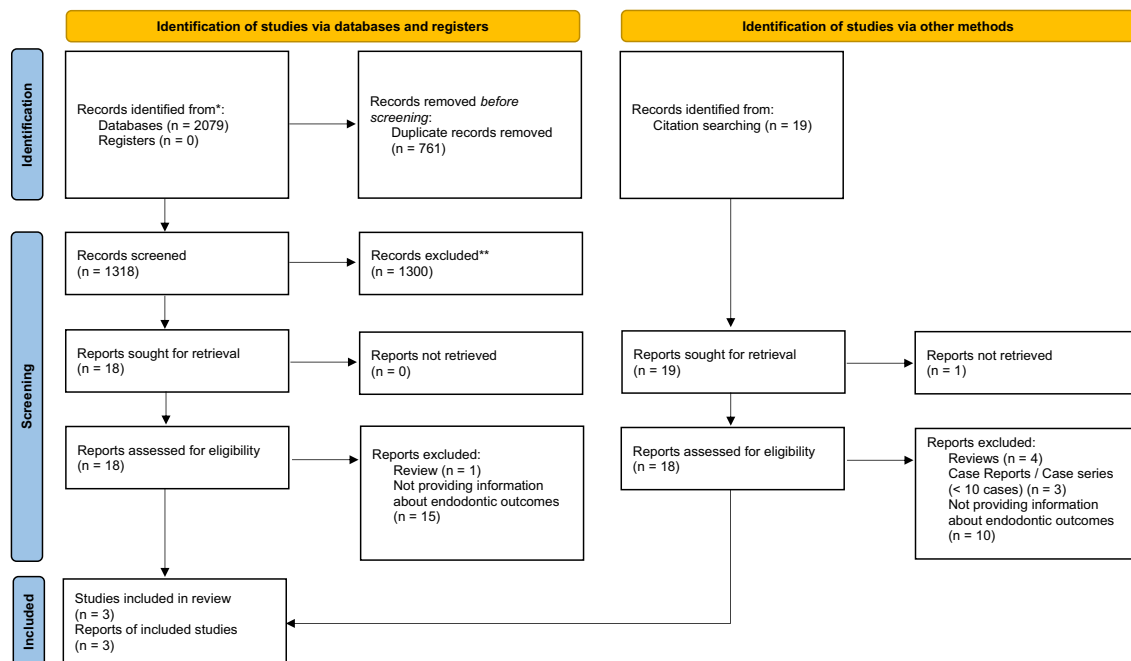 Identification of studies via databases and registers
Identification of studies via other methods
Identification
Records identified from*:
Databases (n = 2079)
Registers (n = 0)
Records removed before
screening:
Duplicate records removed
(n = 761)
Records identified from:
Citation searching (n = 19)
Screening
Records screened
(n = 1318)
Records excluded**
(n = 1300)
Reports sought for retrieval
(n = 18)
Reports not retrieved
(n = 0)
Reports sought for retrieval
(n = 19)
Reports not retrieved
(n = 1)
Reports assessed for eligibility
(n = 18)
Reports excluded:
Review (n = 1)
Not providing information
about endodontic outcomes
(n = 15)
Reports assessed for eligibility
(n = 18)
Reports excluded:
Reviews (n = 4)
Case Reports / Case series
(< 10 cases) (n = 3)
Not providing information
about endodontic outcomes
(n = 10)
Included
Studies included in review
(n = 3)
Reports of included studies
(n = 3)